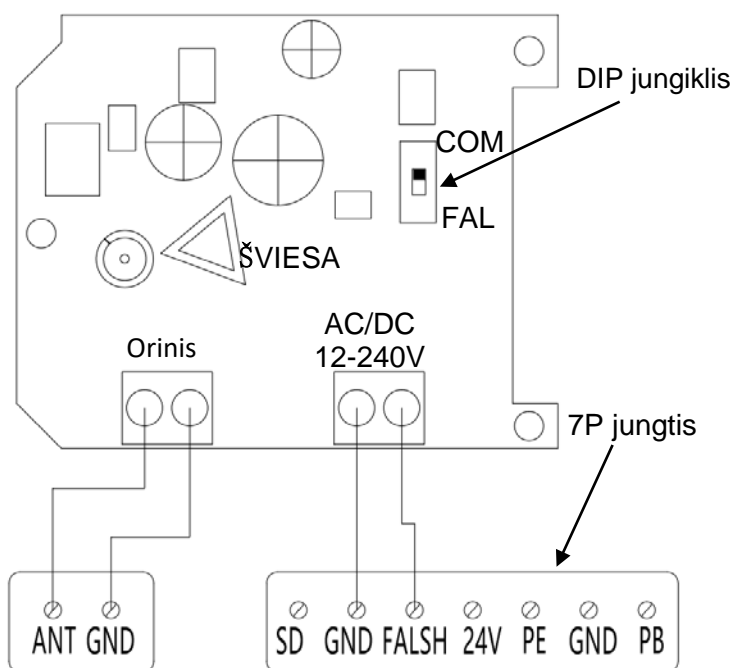 DIP jungiklis
COM
FAL
ŠVIESA
Orinis
AC/DC
12-240V
7P jungtis
ANT GND
SD GND FALSH 24V PE GND PB